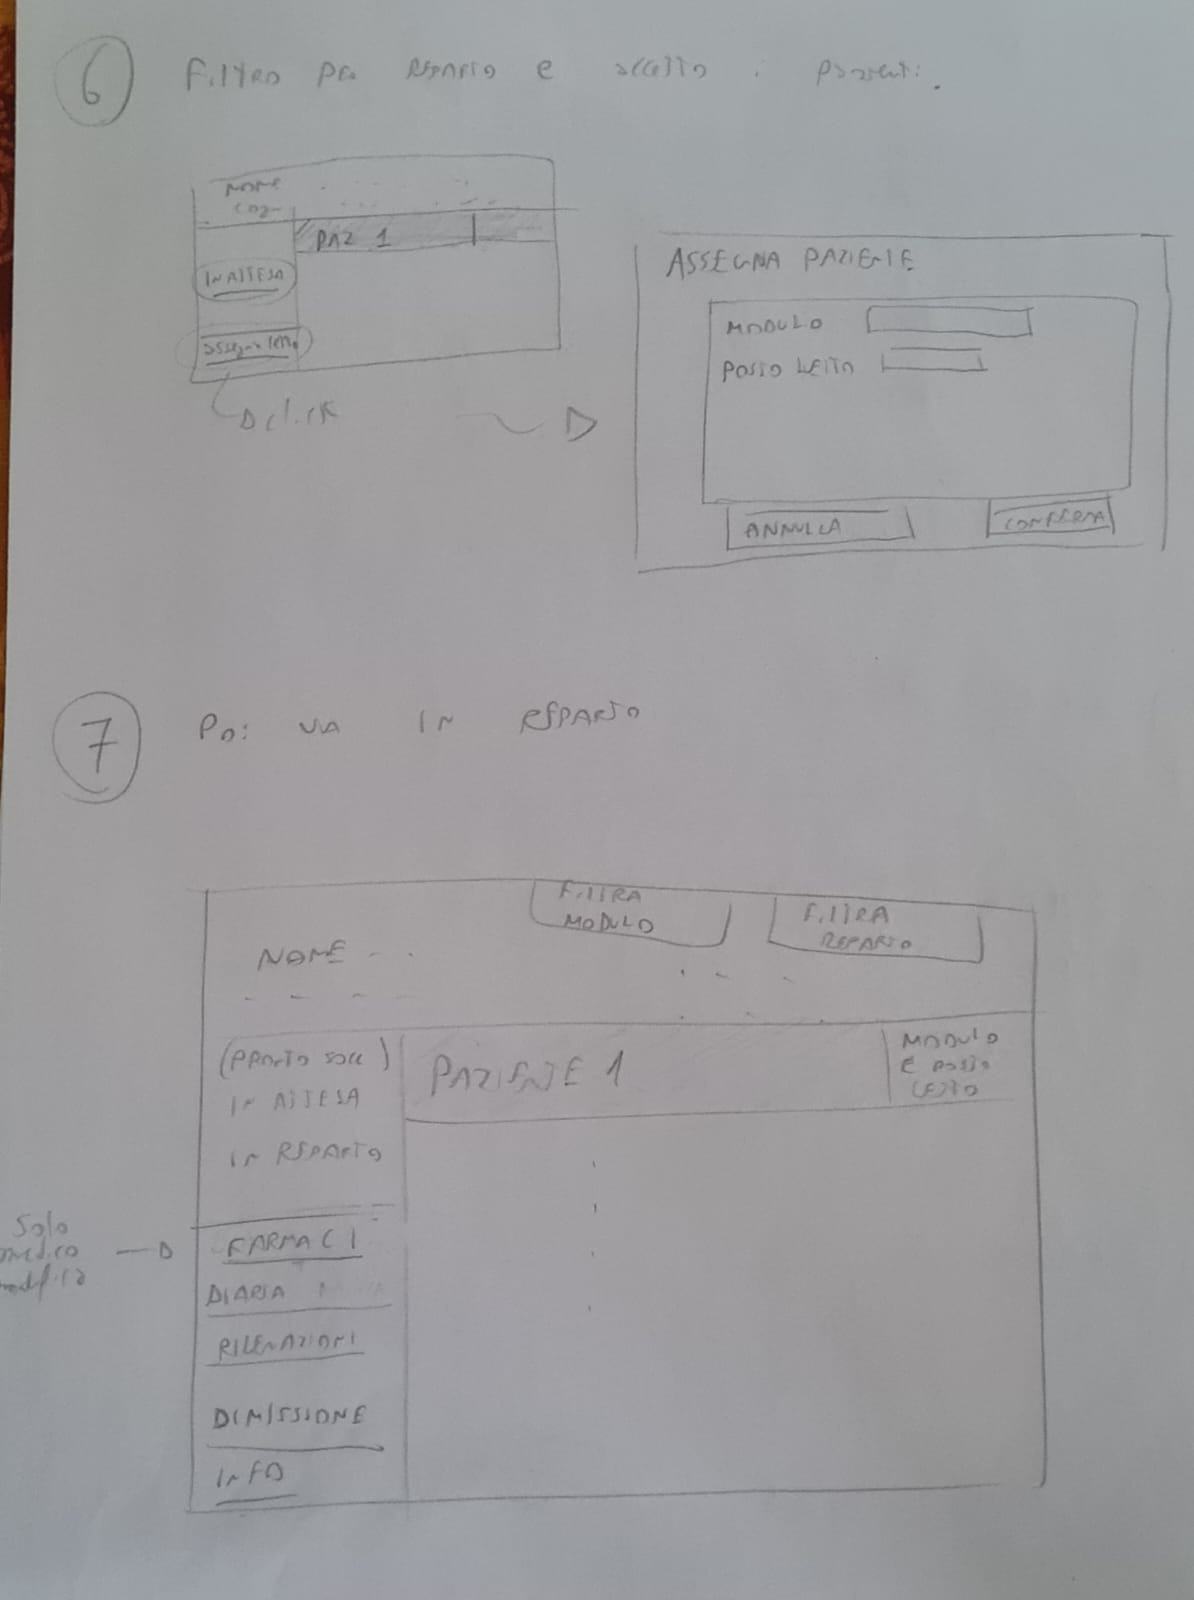 6 Filtro per reparto e accetto i pazienti.
NOME
COG-
PAZ 1
IN ATTESA
assegna letto
click
ASSEGNA PAZIENTE
MODULO
POSTO LETTO
ANNULLA
CONFERMA
7 Poi VA IN REPARTO
FILTRA
MODULO
FILTRA
REPARTO
NOME
(PRONTO SOCC)
IN ATTESA
IN REPARTO
PAZIENTE 1
MODULO
E POSTO
LETTO
Solo
medico
modifica
FARMACI
DIARIA
RILEVAZIONI
DIMISSIONE
INFO